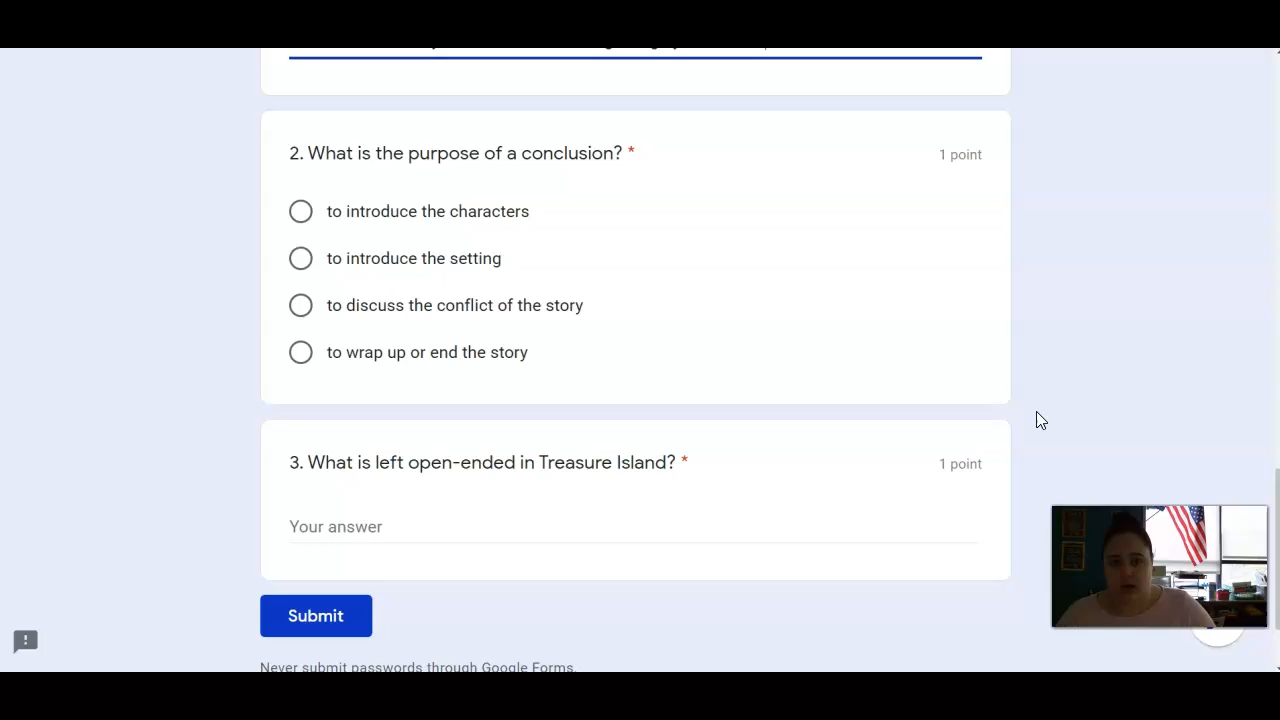 2. What is the purpose of a conclusion? *
1 point
to introduce the characters
to introduce the setting
to discuss the conflict of the story
to wrap up or end the story
3. What is left open-ended in Treasure Island? *
1 point
Your answer
Submit
Never submit passwords through Google Forms.